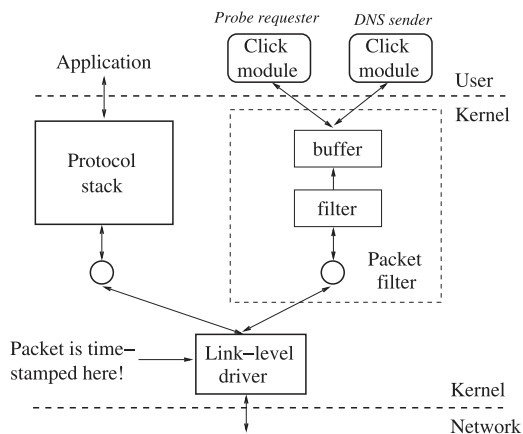 Probe requester
DNS sender
Click
module
Click
module
Application
User
Kernel
Protocol
stack
buffer
filter
Packet
filter
Packet is time–
stamped here!
Link–level
driver
Kernel
Network